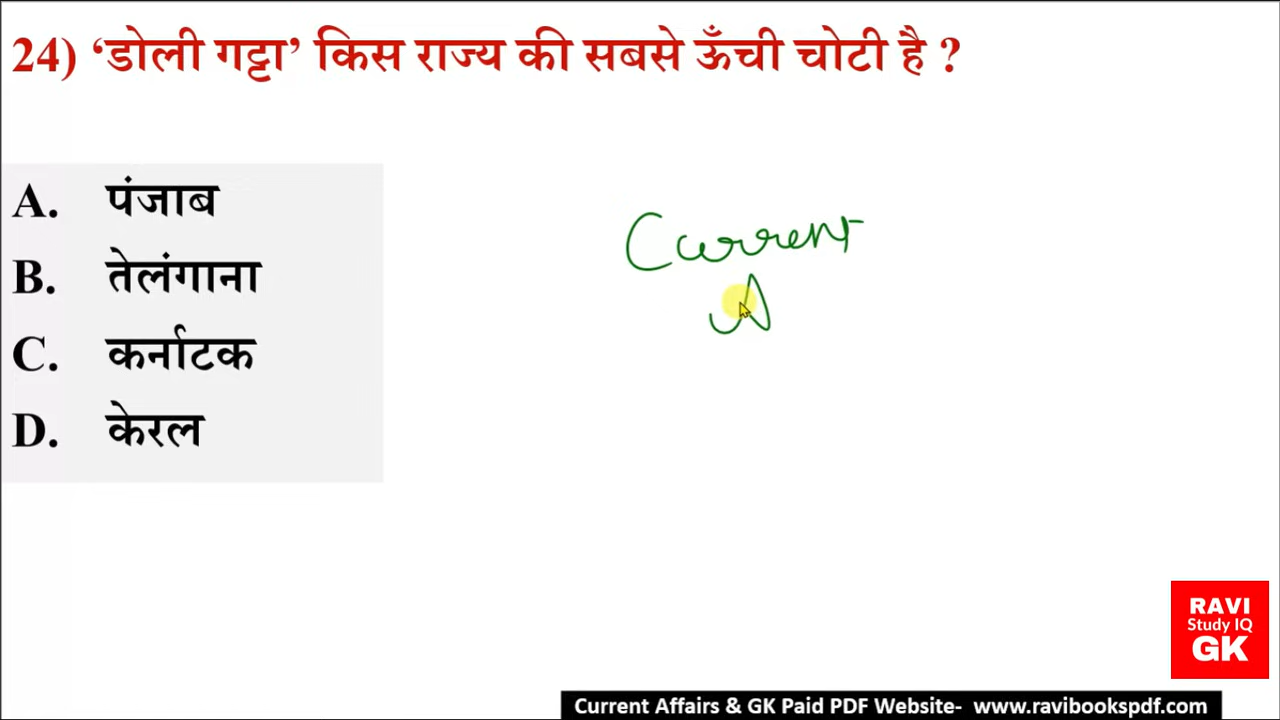 24) ‘डोली गट्टा’ किस राज्य की सबसे ऊँची चोटी है ?
A. पंजाब
B. तेलंगाना
C. कर्नाटक
D. केरल
Current
A
RAVI
Study IQ
GK
Current Affairs & GK Paid PDF Website- www.ravibookspdf.com